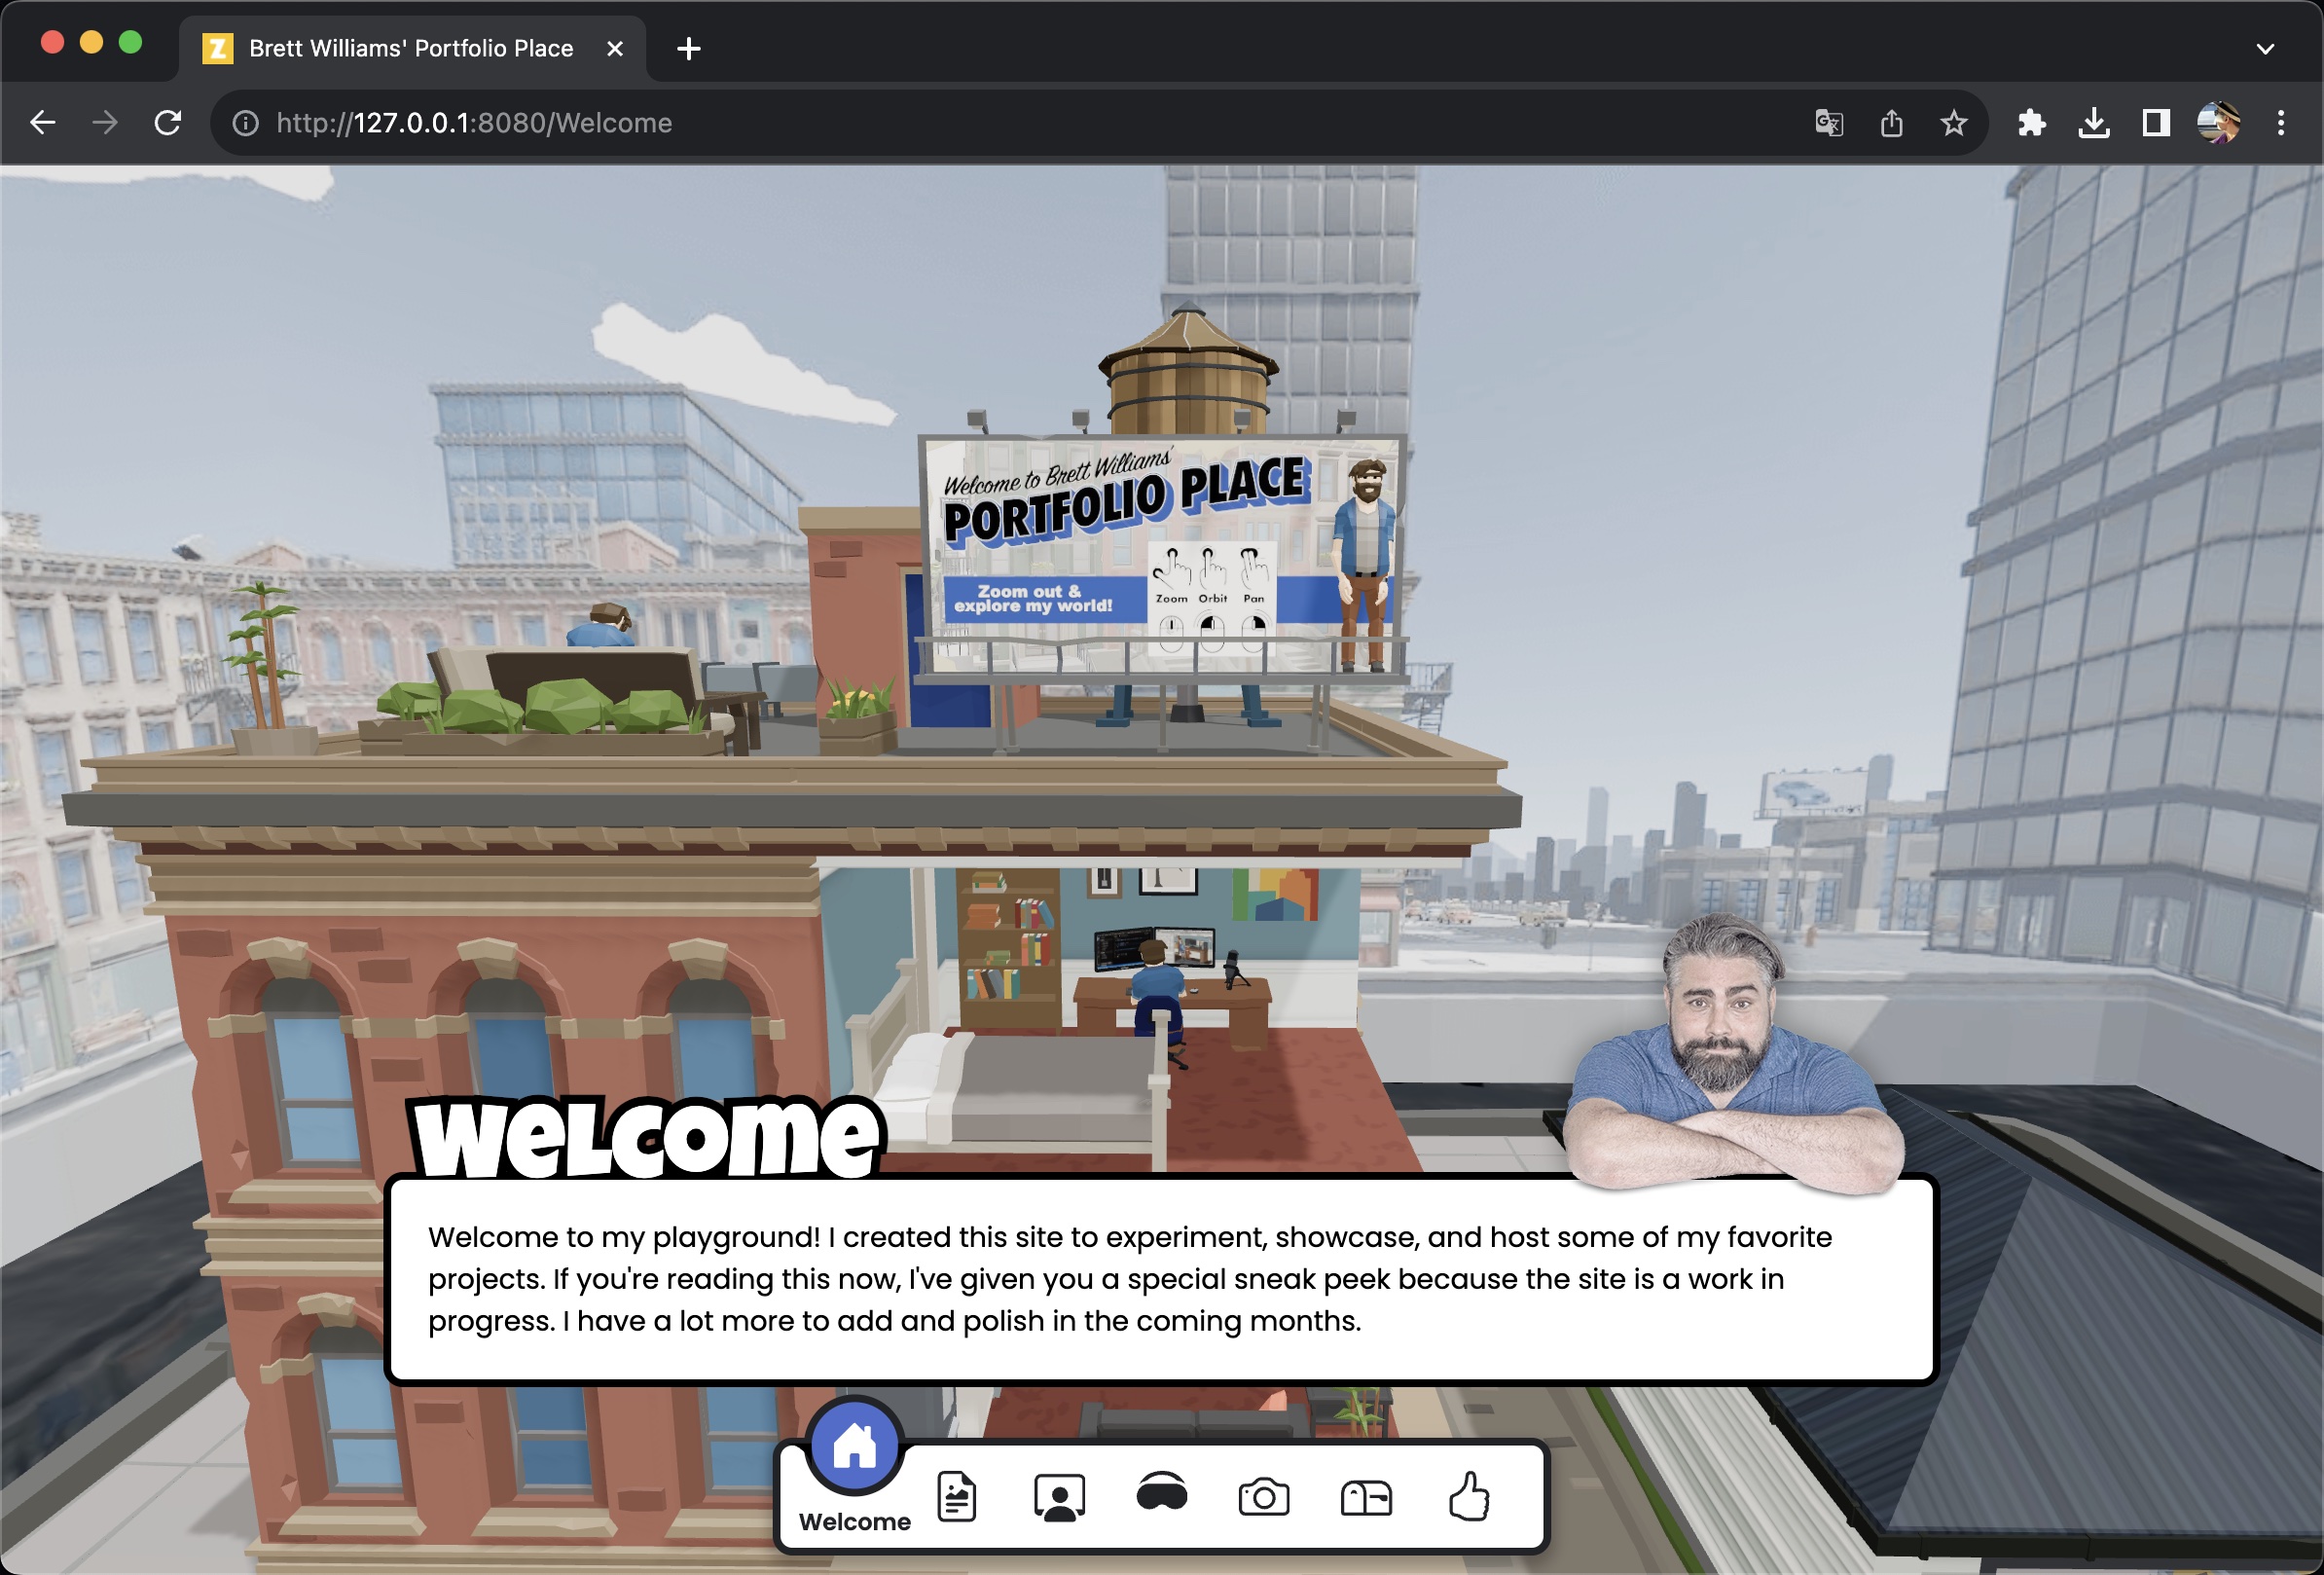 Brett Williams' Portfolio Place
http://127.0.0.1:8080/Welcome
Welcome to Brett Williams'
PORTFOLIO PLACE
Zoom out &
explore my world!
Zoom Orbit Pan
Welcome
Welcome to my playground! I created this site to experiment, showcase, and host some of my favorite
projects. If you're reading this now, I've given you a special sneak peek because the site is a work in
progress. I have a lot more to add and polish in the coming months.
Welcome